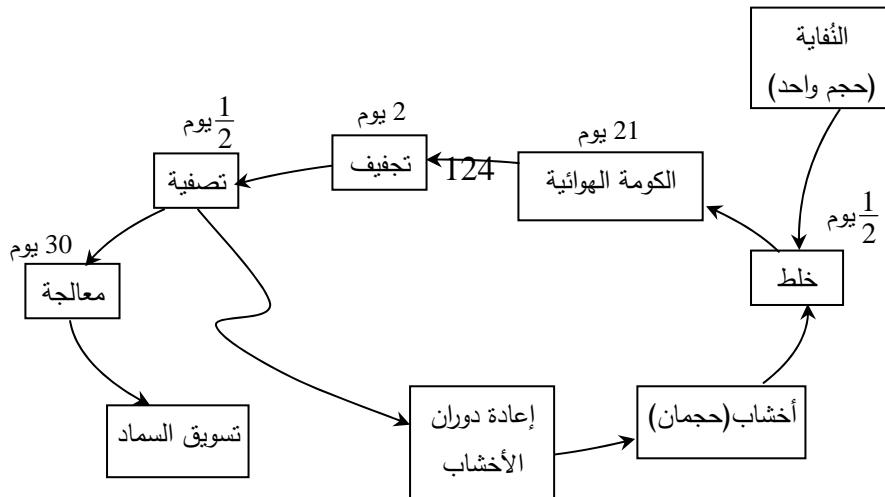 النُفاية
(حجم واحد)
1/2 يوم
خلط
21 يوم
الكومة الهوائية
124
2 يوم
تجفيف
1/2 يوم
تصفية
30 يوم
معالجة
تسويق السماد
إعادة دوران
الأخشاب
أخشاب(حجمان)